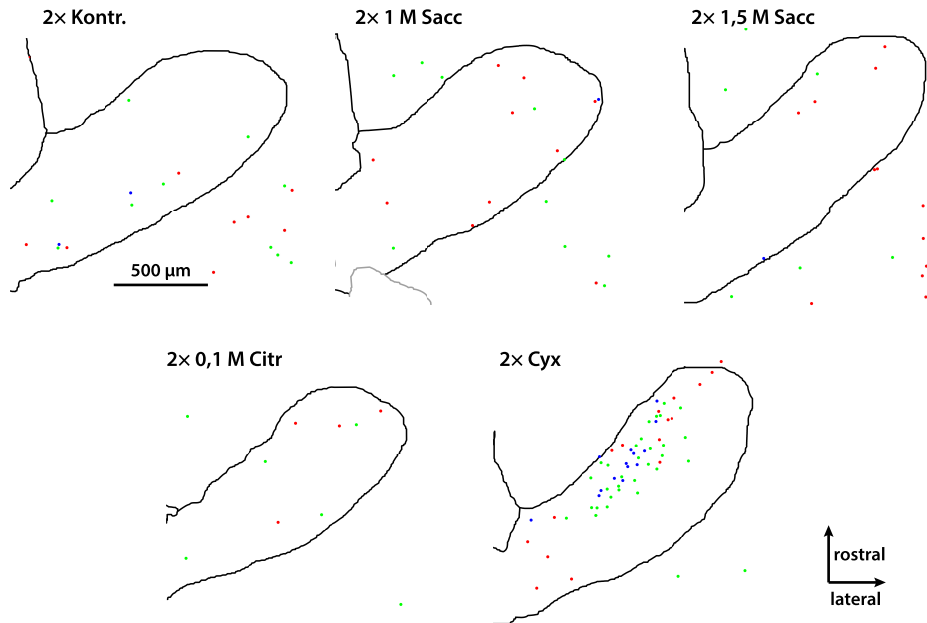 2× Kontr.
2× 1 M Sacc
2× 1,5 M Sacc
500 µm
2× 0,1 M Citr
2× Cyx
rostral
lateral